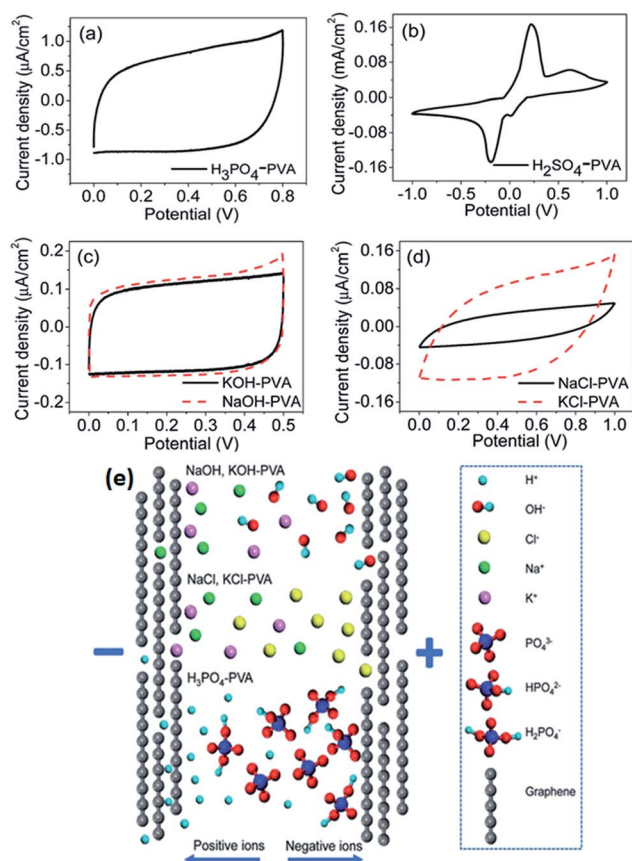 (a)
Current density (μA/cm²)
1.0
0.5
0.0
-0.5
-1.0
H₃PO₄-PVA
0.0 0.2 0.4 0.6 0.8
Potential (V)
(b)
Current density (mA/cm²)
0.16
0.08
0.00
-0.08
-0.16
H₂SO₄-PVA
-1.0 -0.5 0.0 0.5 1.0
Potential (V)
(c)
Current density (μA/cm²)
0.2
0.1
0.0
-0.1
-0.2
KOH-PVA
NaOH-PVA
0.0 0.1 0.2 0.3 0.4 0.5
Potential (V)
(d)
Current density (μA/cm²)
0.16
0.08
0.00
-0.08
-0.16
NaCl-PVA
KCl-PVA
0.0 0.2 0.4 0.6 0.8 1.0
Potential (V)
(e)
NaOH, KOH-PVA
NaCl, KCl-PVA
H₃PO₄-PVA
−
+
Positive ions
Negative ions
H⁺
OH⁻
Cl⁻
Na⁺
K⁺
PO₄³⁻
HPO₄²⁻
H₂PO₄⁻
Graphene